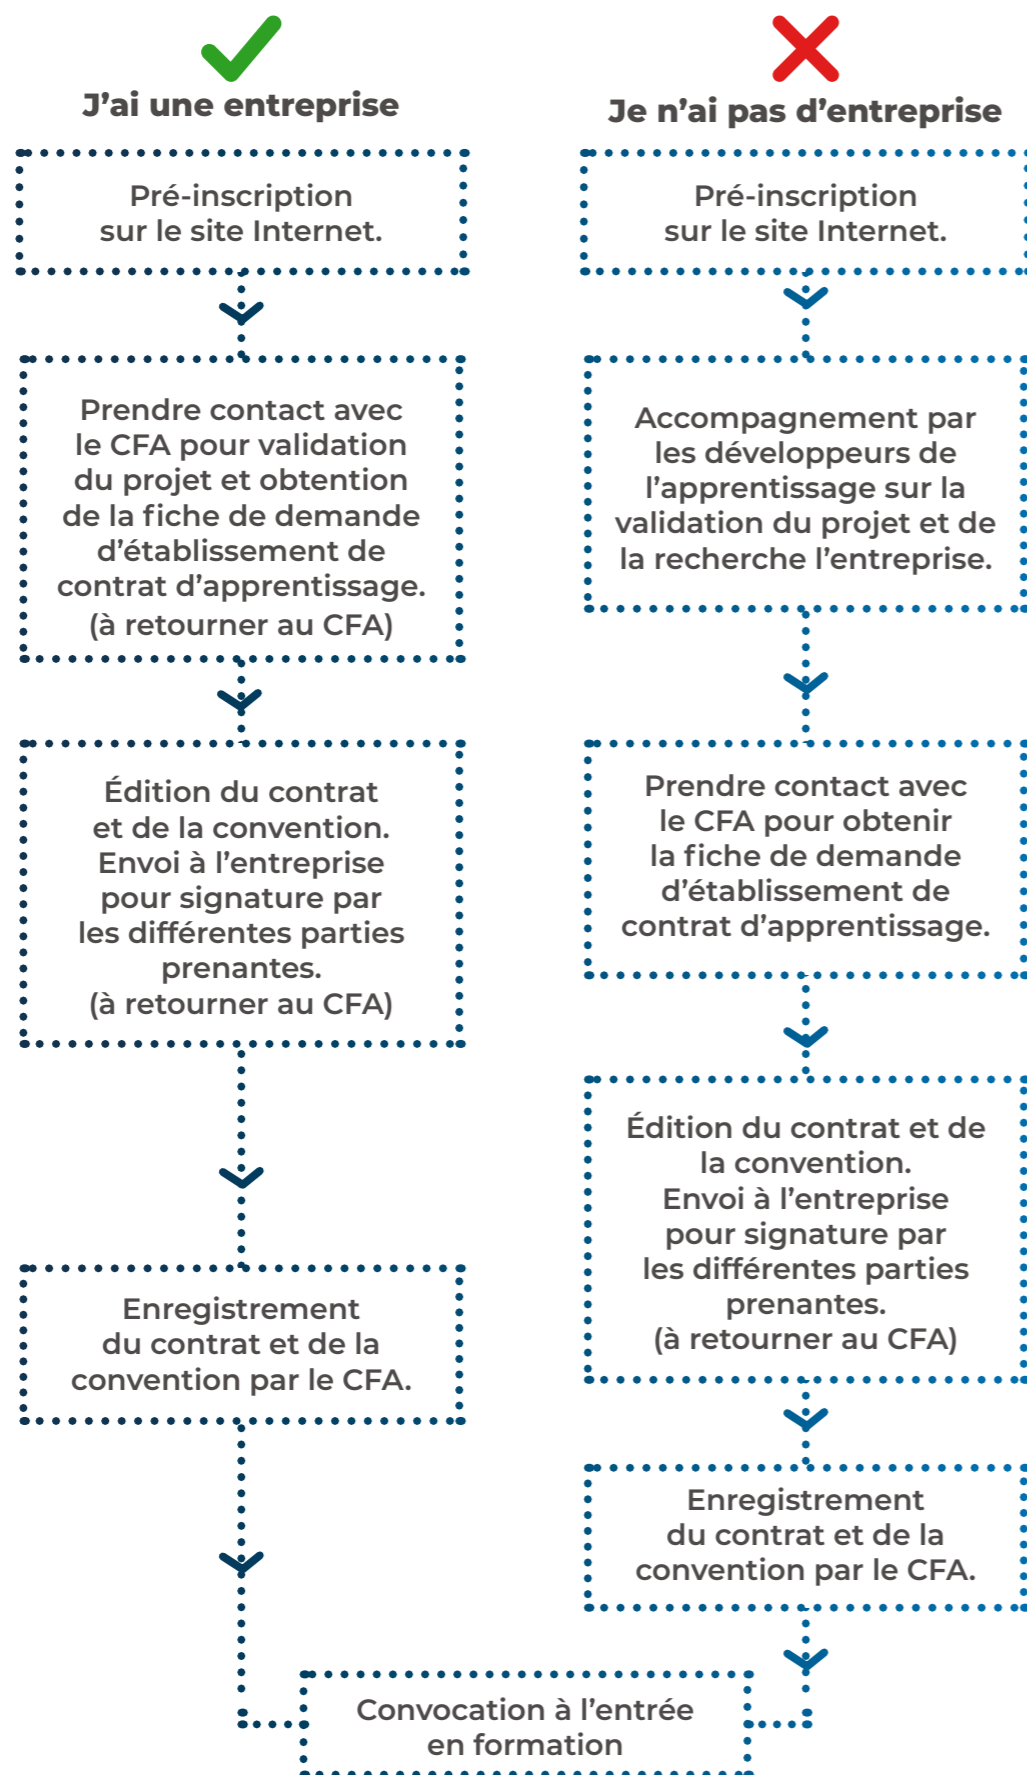 J’ai une entreprise
Pré-inscription
sur le site Internet.
Prendre contact avec
le CFA pour validation
du projet et obtention
de la fiche de demande
d’établissement de
contrat d’apprentissage.
(à retourner au CFA)
Édition du contrat
et de la convention.
Envoi à l’entreprise
pour signature par
les différentes parties
prenantes.
(à retourner au CFA)
Enregistrement
du contrat et de la
convention par le CFA.
Je n’ai pas d’entreprise
Pré-inscription
sur le site Internet.
Accompagnement par
les développeurs de
l’apprentissage sur la
validation du projet et de
la recherche l’entreprise.
Prendre contact avec
le CFA pour obtenir
la fiche de demande
d’établissement de
contrat d’apprentissage.
Édition du contrat et de
la convention.
Envoi à l’entreprise
pour signature par
les différentes parties
prenantes.
(à retourner au CFA)
Enregistrement
du contrat et de la
convention par le CFA.
Convocation à l’entrée
en formation